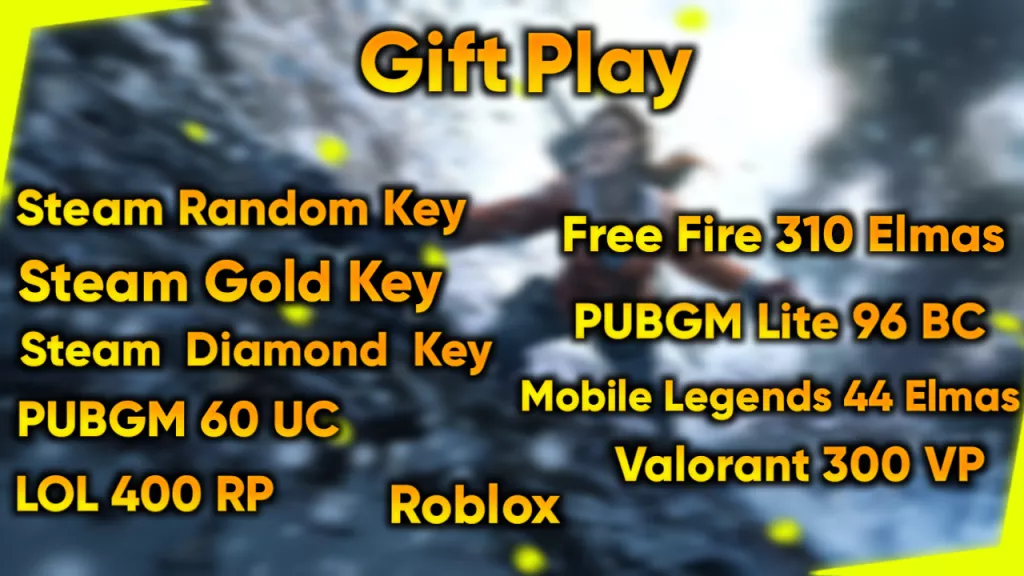 Gift Play
Steam Random Key
Steam Gold Key
Steam Diamond Key
PUBGM 60 UC
LOL 400 RP
Roblox
Free Fire 310 Elmas
PUBGM Lite 96 BC
Mobile Legends 44 Elmas
Valorant 300 VP